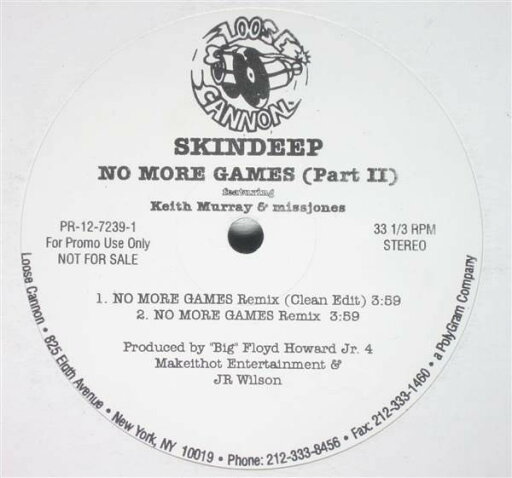 LOOSE
CANNON
SKINDEEP
NO MORE GAMES (Part II)
featuring
Keith Murray & missjones
PR-12-7239-1
For Promo Use Only
NOT FOR SALE
33 1/3 RPM
STEREO
1. NO MORE GAMES Remix (Clean Edit) 3:59
2. NO MORE GAMES Remix 3:59
Produced by "Big" Floyd Howard Jr. 4
Makeithot Entertainment &
JR Wilson
Loose Cannon • 825 Eigth Avenue • New York, NY 10019 • Phone: 212-333-8456 • Fax: 212-333-1460 • a PolyGram Company